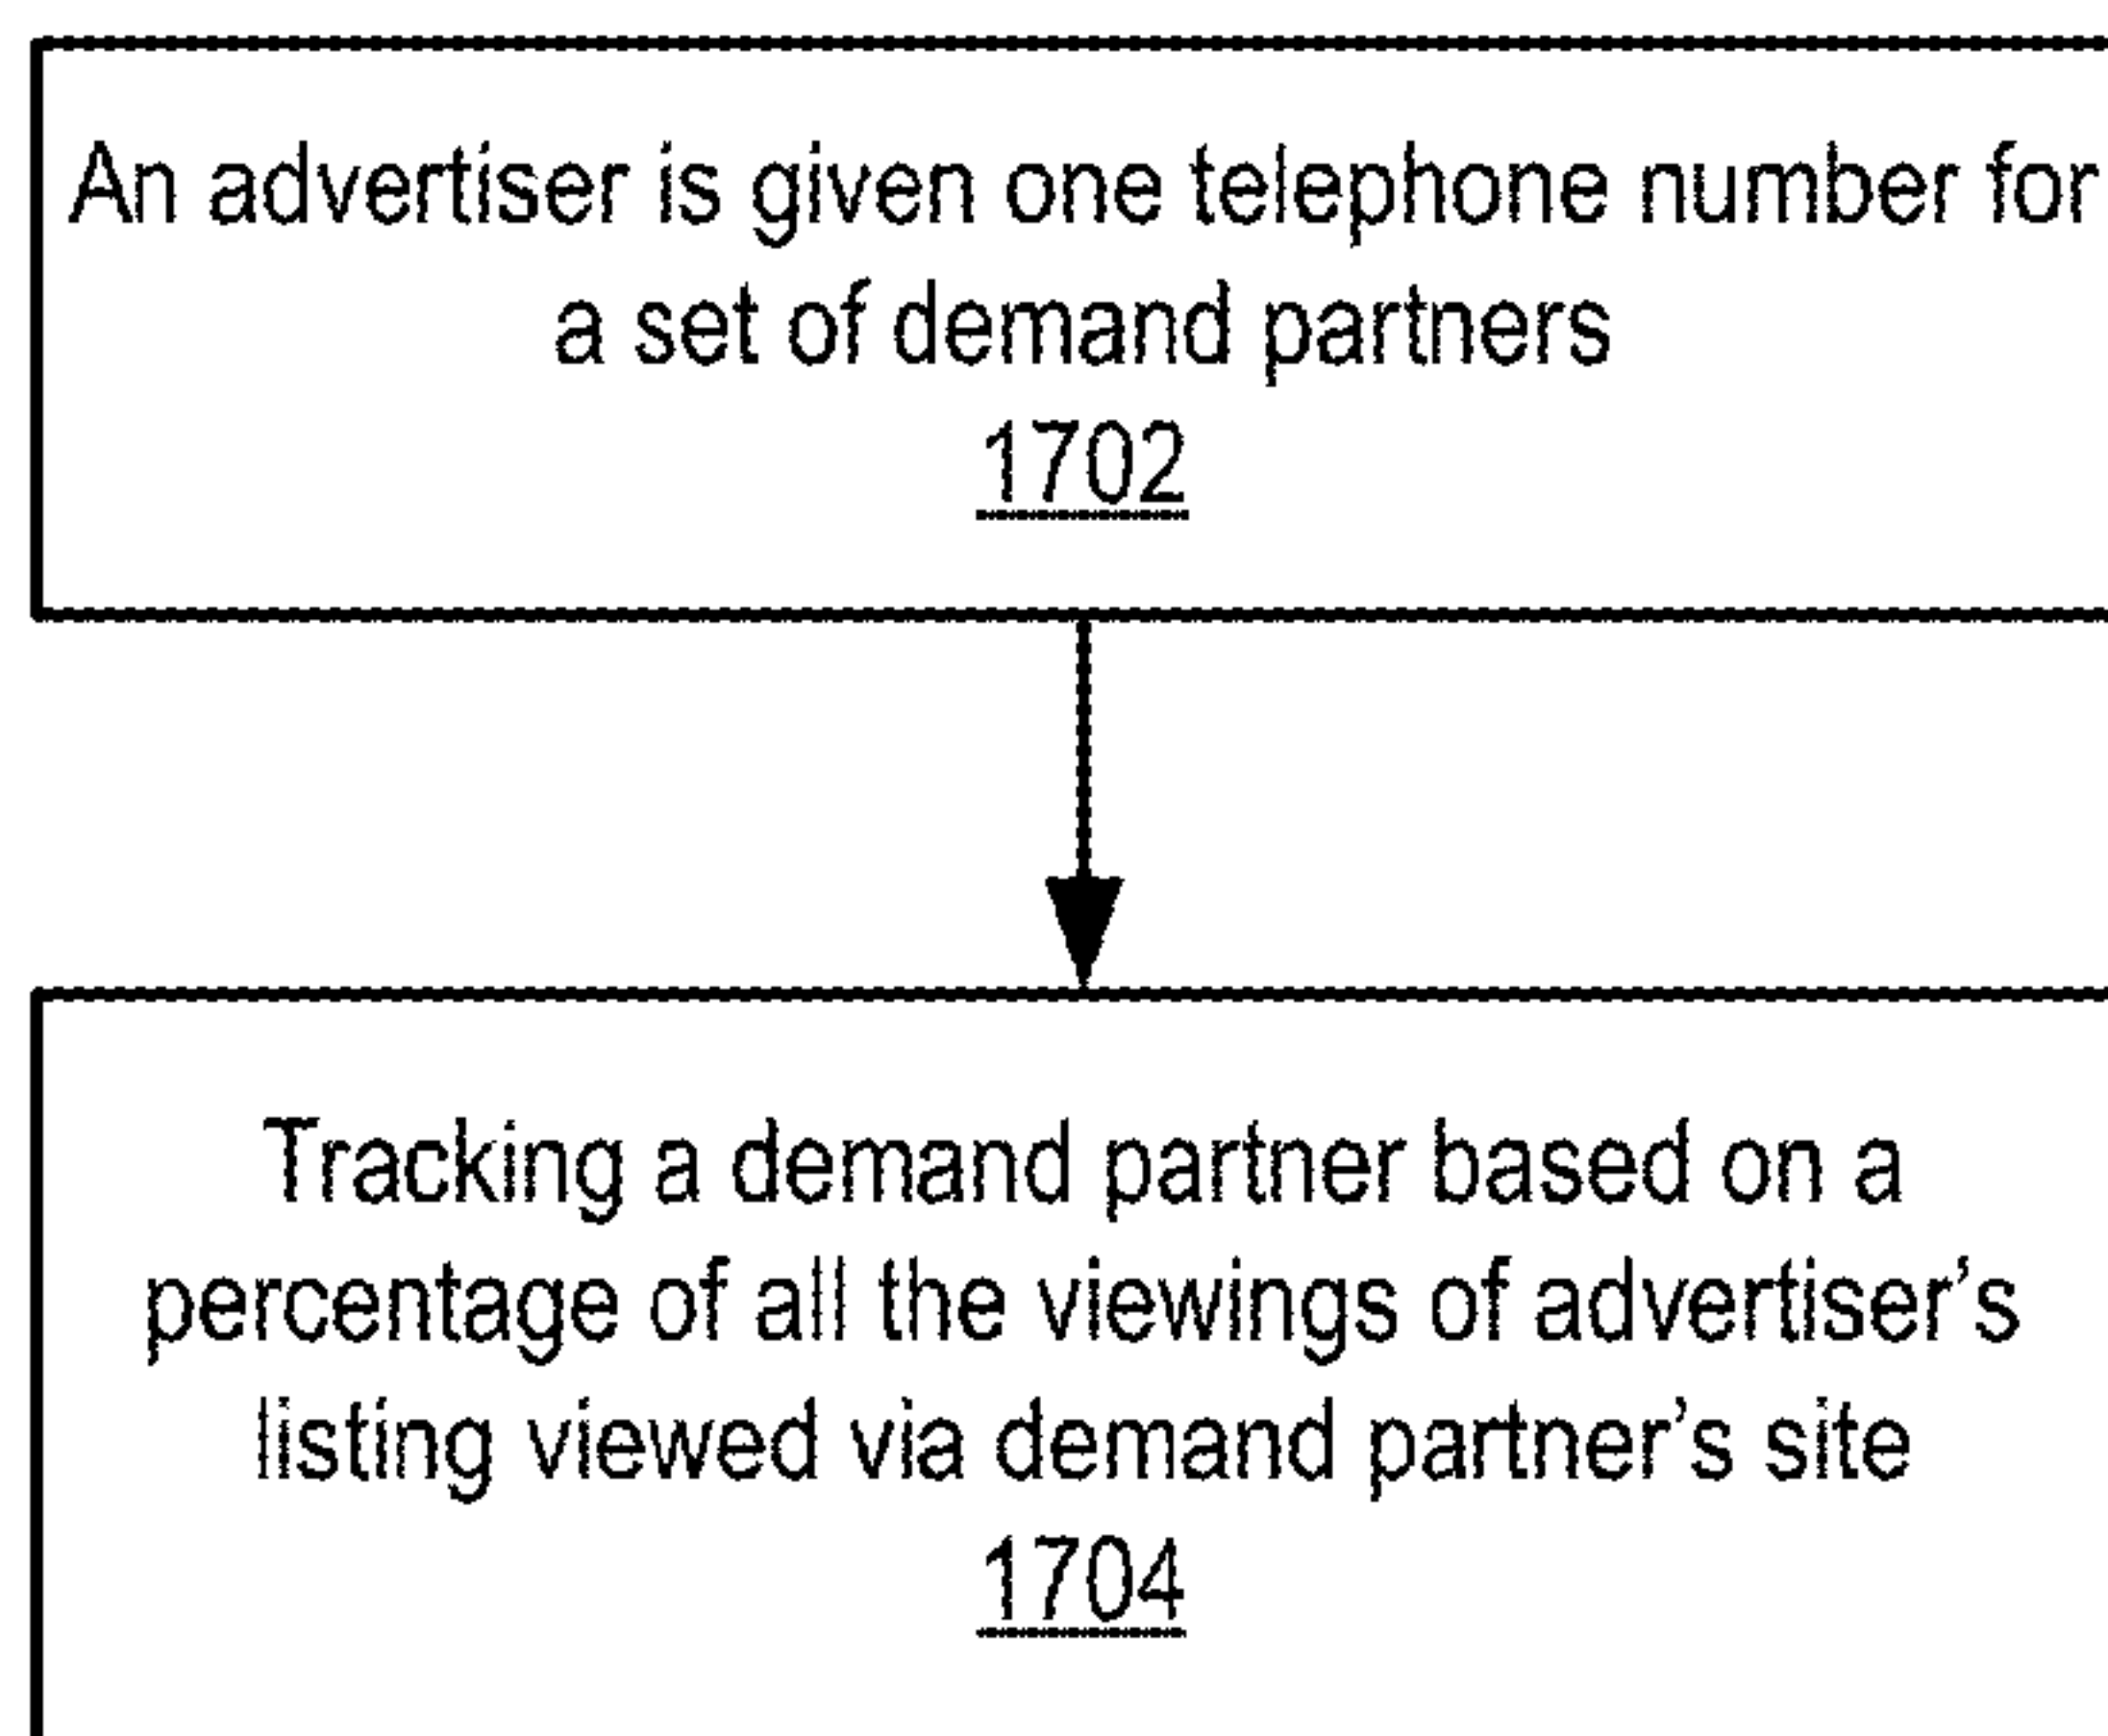 An advertiser is given one telephone number for
a set of demand partners
1702
Tracking a demand partner based on a
percentage of all the viewings of advertiser's
listing viewed via demand partner's site
1704